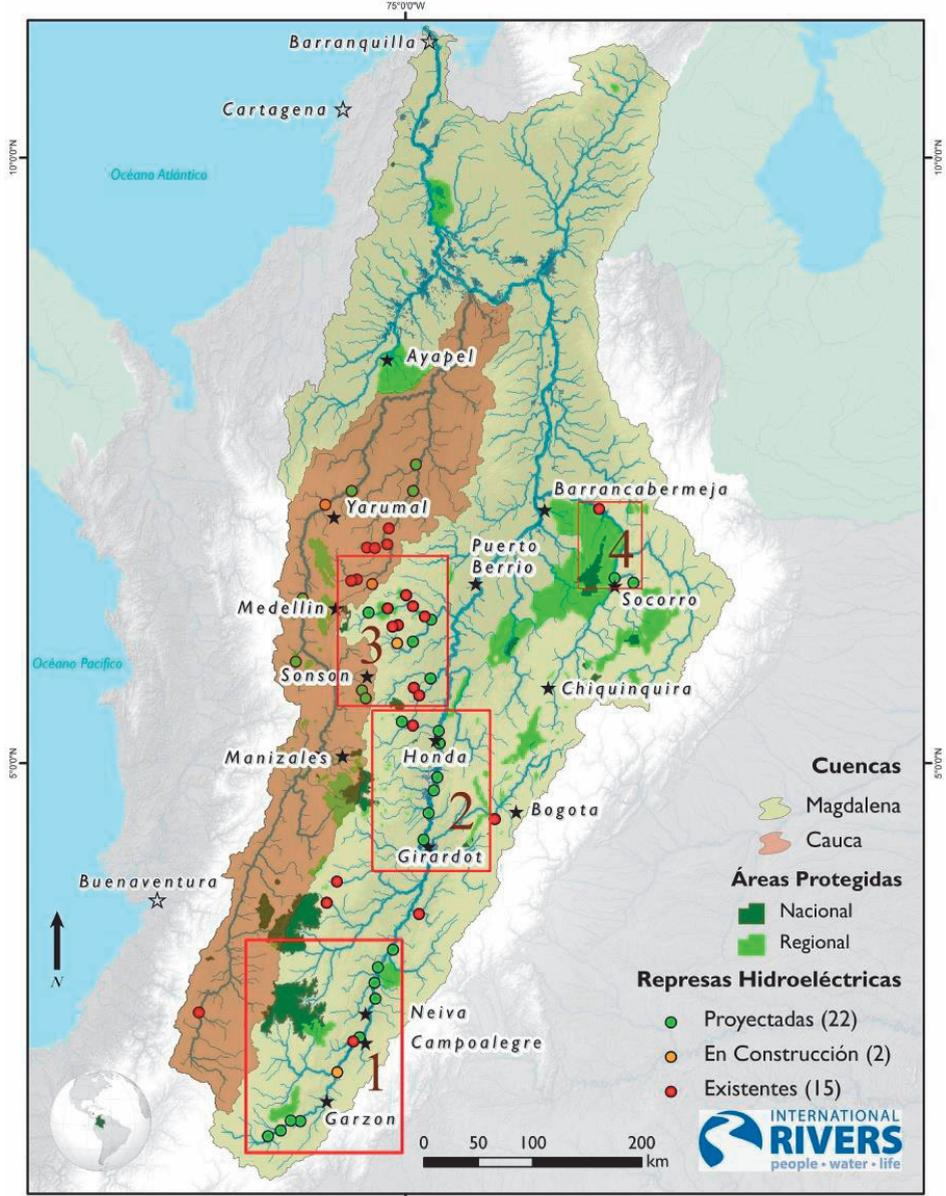 75°0'0"W
Barranquilla
Cartagena
10°0'0"N
10°0'0"N
Océano Atlántico
Ayapel
Barrancabermeja
Yarumal
Puerto
Berrio
4
Medellin
Socorro
3
Océano Pacífico
Sonson
Chiquinquira
Manizales
Honda
5°0'0"N
5°0'0"N
2
Bogota
Girardot
Buenaventura
N
Neiva
Campoalegre
1
Garzon
Cuencas
Magdalena
Cauca
Áreas Protegidas
Nacional
Regional
Represas Hidroeléctricas
Proyectadas (22)
En Construcción (2)
Existentes (15)
0 50 100 200
km
INTERNATIONAL
RIVERS
people • water • life